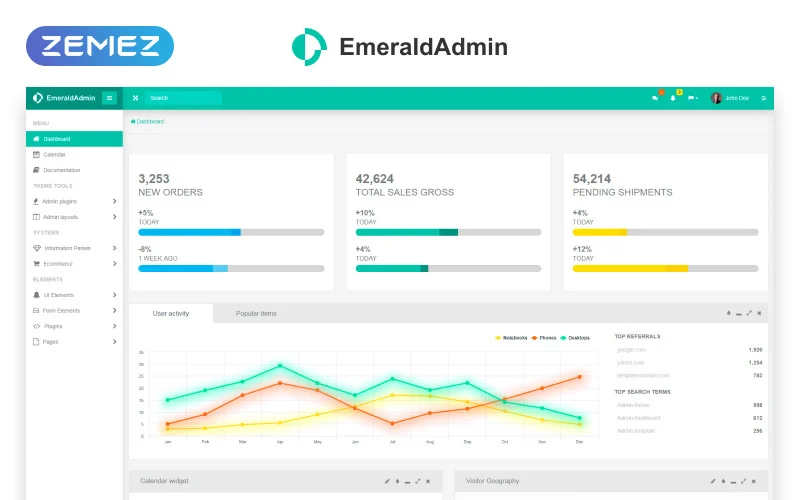 ZEMEZ
EmeraldAdmin
EmeraldAdmin
Search
John Doe
MENU
Dashboard
Calendar
Documentation
THEME TOOLS
Admin plugins
Admin layouts
SYSTEMS
Information Panels
Ecommerce
ELEMENTS
UI Elements
Form Elements
Plugins
Pages
Dashboard
3,253
NEW ORDERS
+5%
TODAY
-8%
1 WEEK AGO
42,624
TOTAL SALES GROSS
+10%
TODAY
+4%
TODAY
54,214
PENDING SHIPMENTS
+4%
TODAY
+12%
TODAY
User activity
Popular items
Notebooks Phones Desktops
35
30
25
20
15
10
5
0
Jan Feb Mar Apr May Jun Jul Aug Sep Oct Nov Dec
TOP REFERRALS
google.com 1,926
yahoo.com 1,254
templatemonster.com 783
TOP SEARCH TERMS
Admin theme 998
Admin dashboard 612
Admin template 256
Calendar widget
Visitor Geography